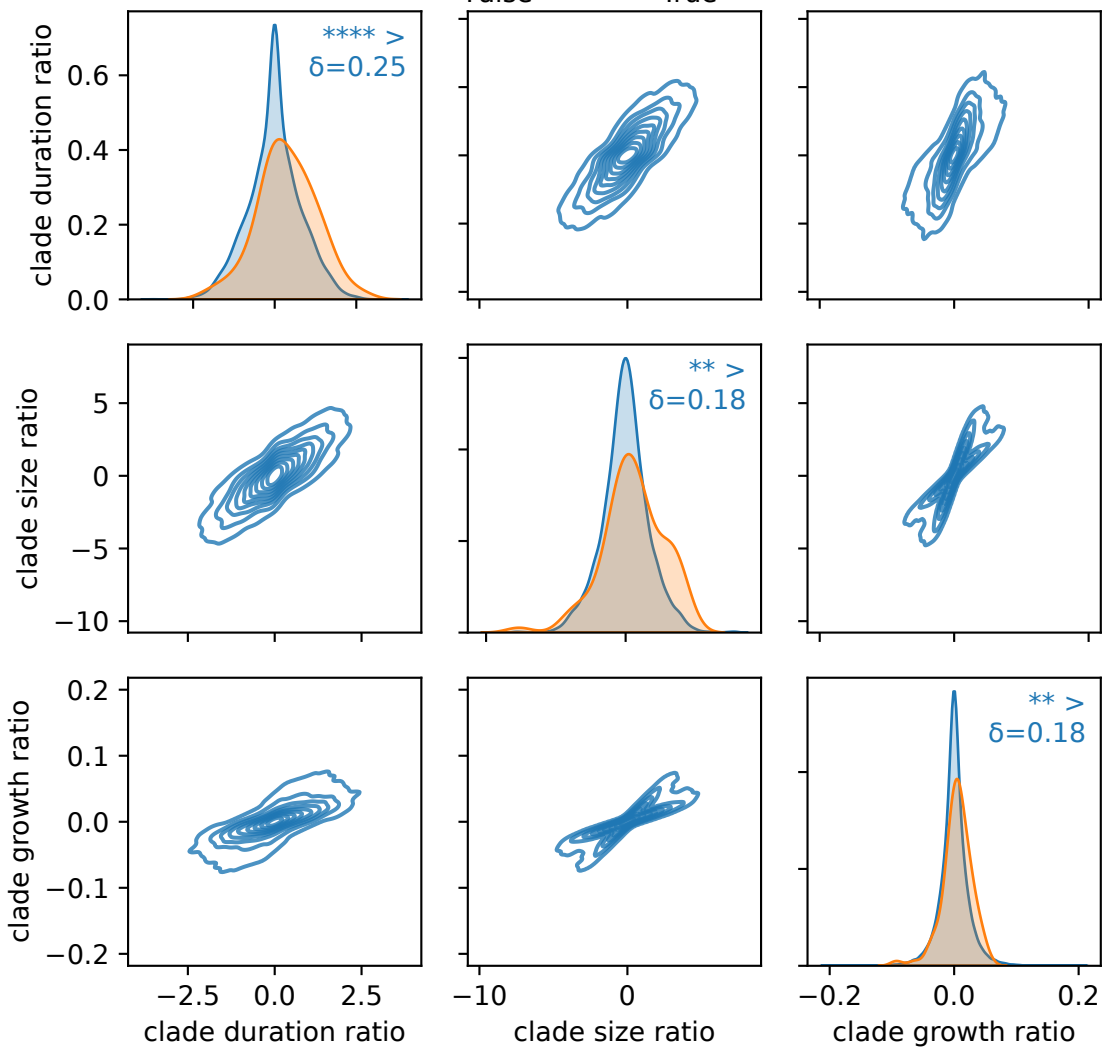 False True
clade duration ratio
0.6
0.4
0.2
0.0
**** >
δ=0.25
clade size ratio
5
0
−5
−10
** >
δ=0.18
clade growth ratio
0.2
0.1
0.0
−0.1
−0.2
** >
δ=0.18
−2.5 0.0 2.5
−10 0
−0.2 0.0 0.2
clade duration ratio
clade size ratio
clade growth ratio